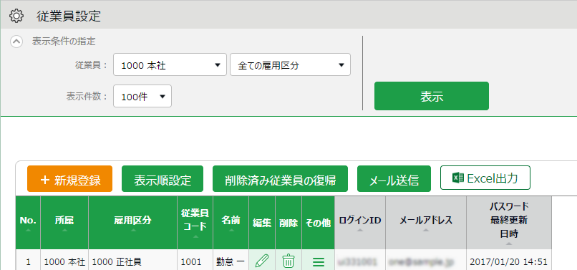 従業員設定
表示条件の指定
従業員： 1000 本社 全ての雇用区分
表示件数： 100件
表示
＋ 新規登録 表示順設定 削除済み従業員の復帰 メール送信 Excel出力
No. 所属 雇用区分 従業員コード 名前 編集 削除 その他 ログインID メールアドレス パスワード最終更新日時
1 1000 本社 1000 正社員 1001 勤怠 一 2017/01/20 14:51